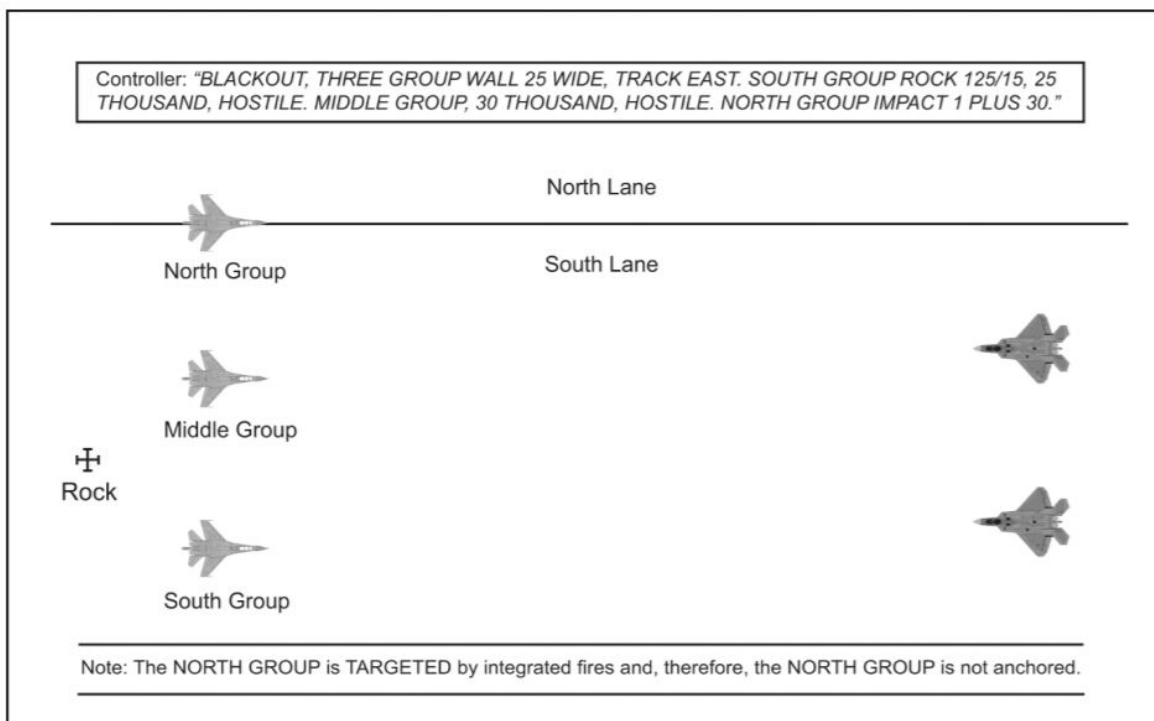 Controller: “BLACKOUT, THREE GROUP WALL 25 WIDE, TRACK EAST. SOUTH GROUP ROCK 125/15, 25
THOUSAND, HOSTILE. MIDDLE GROUP, 30 THOUSAND, HOSTILE. NORTH GROUP IMPACT 1 PLUS 30.”
North Lane
South Lane
North Group
Middle Group
Rock
South Group
Note: The NORTH GROUP is TARGETED by integrated fires and, therefore, the NORTH GROUP is not anchored.